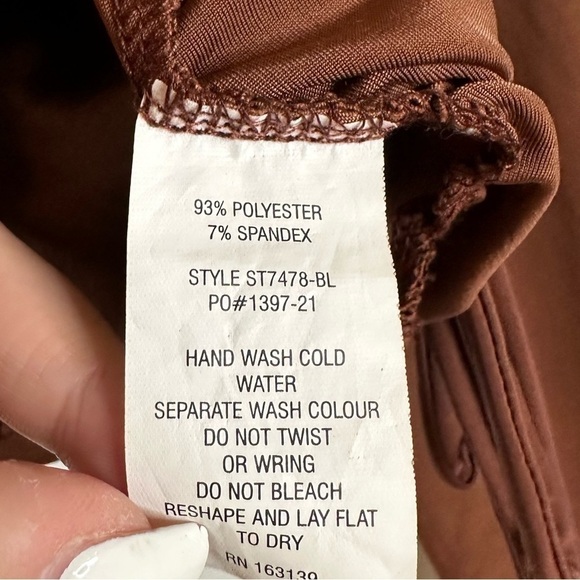 93% POLYESTER
7% SPANDEX
STYLE ST7478-BL
PO#1397-21
HAND WASH COLD
WATER
SEPARATE WASH COLOUR
DO NOT TWIST
OR WRING
DO NOT BLEACH
RESHAPE AND LAY FLAT
TO DRY
RN 163139